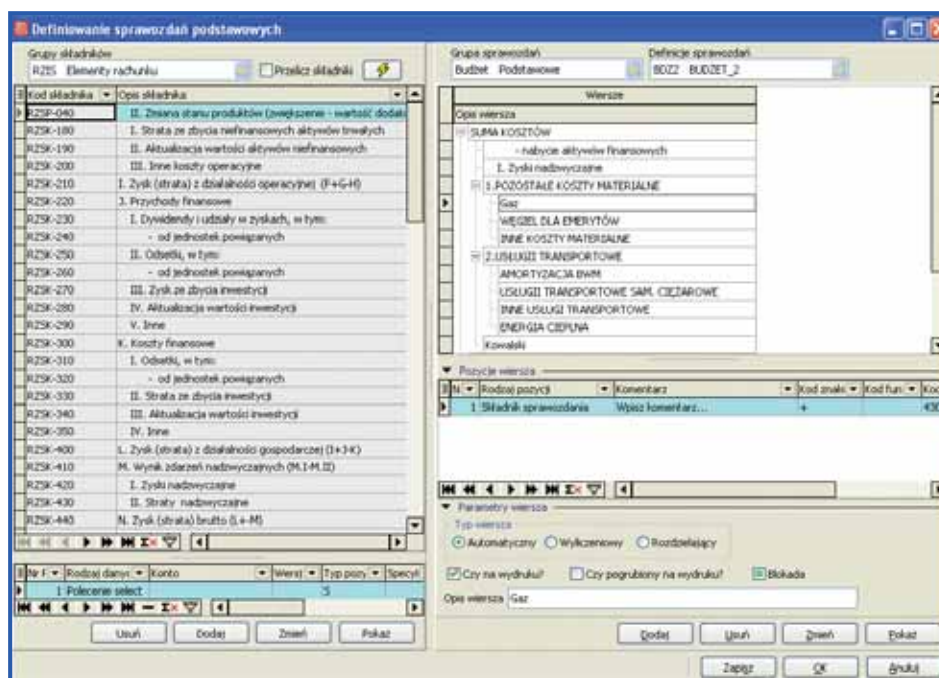 Definiowanie sprawozdań podstawowych
Grupy składników
RZIS Elementy rachunku
Przelicz składniki
Kod składnika Opis składnika
RZSP-040 II. Zmiana stanu produktów (zwiększenie - wartość dodat
RZSK-180 I. Strata ze zbycia niefinansowych aktywów trwałych
RZSK-190 II. Aktualizacja wartości aktywów niefinansowych
RZSK-200 III. Inne koszty operacyjne
RZSK-210 I. Zysk (strata) z działalności operacyjnej (F+G-H)
RZSK-220 J. Przychody finansowe
RZSK-230 I. Dywidendy i udziały w zyskach, w tym:
RZSK-240 - od jednostek powiązanych
RZSK-250 II. Odsetki, w tym:
RZSK-260 - od jednostek powiązanych
RZSK-270 III. Zysk ze zbycia inwestycji
RZSK-280 IV. Aktualizacja wartości inwestycji
RZSK-290 V. Inne
RZSK-300 K. Koszty finansowe
RZSK-310 I. Odsetki, w tym:
RZSK-320 - od jednostek powiązanych
RZSK-330 II. Strata ze zbycia inwestycji
RZSK-340 III. Aktualizacja wartości inwestycji
RZSK-350 IV. Inne
RZSK-400 L. Zysk (strata) z działalności gospodarczej (I+J-K)
RZSK-410 M. Wynik zdarzeń nadzwyczajnych (M.I-M.II)
RZSK-420 I. Zyski nadzwyczajne
RZSK-430 II. Straty nadzwyczajne
RZSK-440 N. Zysk (strata) brutto (L+-M)
Nr Rodzaj danyc Konto Wersj Typ pozy Specyfi
1 Polecenie select S
Usuń Dodaj Zmień Pokaż
Grupa sprawozdań Definicje sprawozdań
Budżet Podstawowe BDZ2 BUDZET_2
Wiersze
Opis wiersza
SUMA KOSZTÓW
- nabycie aktywów finansowych
I. Zyski nadzwyczajne
1.POZOSTAŁE KOSZTY MATERIALNE
Gaz
WĘGIEL DLA EMERYTÓW
INNE KOSZTY MATERIALNE
2.USŁUGII TRANSPORTOWE
AMORTYZACJA BWM
USŁUGII TRANSPORTOWE SAM. CIĘŻAROWE
INNE USŁUGI TRANSPORTOWE
ENERGIA CIEPLNA
Kowalski
Pozycje wiersza
N Rodzaj pozycji Komentarz Kod znaku Kod fun Kod
1 Składnik sprawozdania Wpisz komentarz... + 430
Parametry wiersza
Typ wiersza
Automatyczny Wyliczeniowy Rozdzielający
Czy na wydruku? Czy pogrubiony na wydruku? Blokada
Opis wiersza Gaz
Dodaj Usuń Zmień Pokaż
Zapisz OK Anuluj